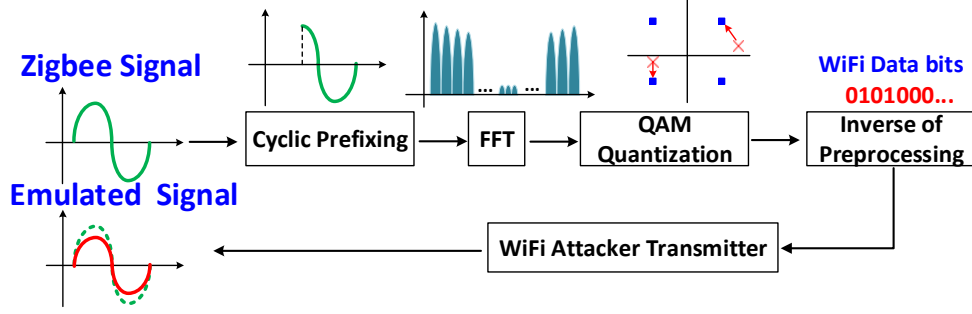 Zigbee Signal
Cyclic Prefixing
...
...
FFT
QAM
Quantization
WiFi Data bits
0101000...
Inverse of
Preprocessing
Emulated Signal
WiFi Attacker Transmitter